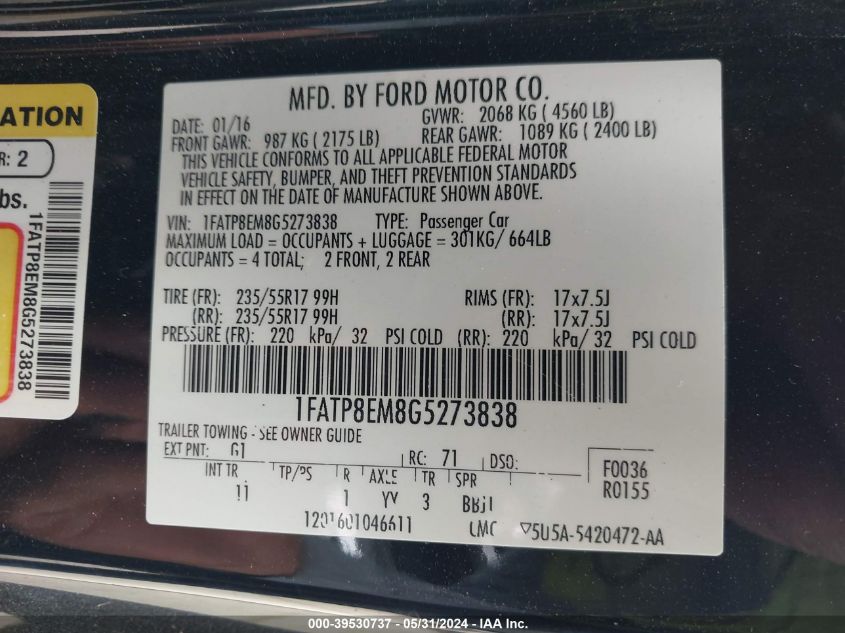 ATION
R: 2
bs.
1FATP8EM8G5273838
MFD. BY FORD MOTOR CO.
DATE: 01/16 GVWR: 2068 KG ( 4560 LB)
FRONT GAWR: 987 KG ( 2175 LB) REAR GAWR: 1089 KG ( 2400 LB)
THIS VEHICLE CONFORMS TO ALL APPLICABLE FEDERAL MOTOR
VEHICLE SAFETY, BUMPER, AND THEFT PREVENTION STANDARDS
IN EFFECT ON THE DATE OF MANUFACTURE SHOWN ABOVE.
VIN: 1FATP8EM8G5273838 TYPE: Passenger Car
MAXIMUM LOAD = OCCUPANTS + LUGGAGE = 301KG/ 664LB
OCCUPANTS = 4 TOTAL; 2 FRONT, 2 REAR
TIRE (FR): 235/55R17 99H RIMS (FR): 17x7.5J
(RR): 235/55R17 99H (RR): 17x7.5J
PRESSURE (FR): 220 kPa/ 32 PSI COLD (RR): 220 kPa/ 32 PSI COLD
1FATP8EM8G5273838
TRAILER TOWING - SEE OWNER GUIDE
EXT PNT: G1 RC: 71 DSO: F0036
INT TR TP/PS R AXLE TR SPR R0155
1 YV 3
1201601046611 ▽5U5A-5420472-AA
000-39530737 - 05/31/2024 - www.iaai.com